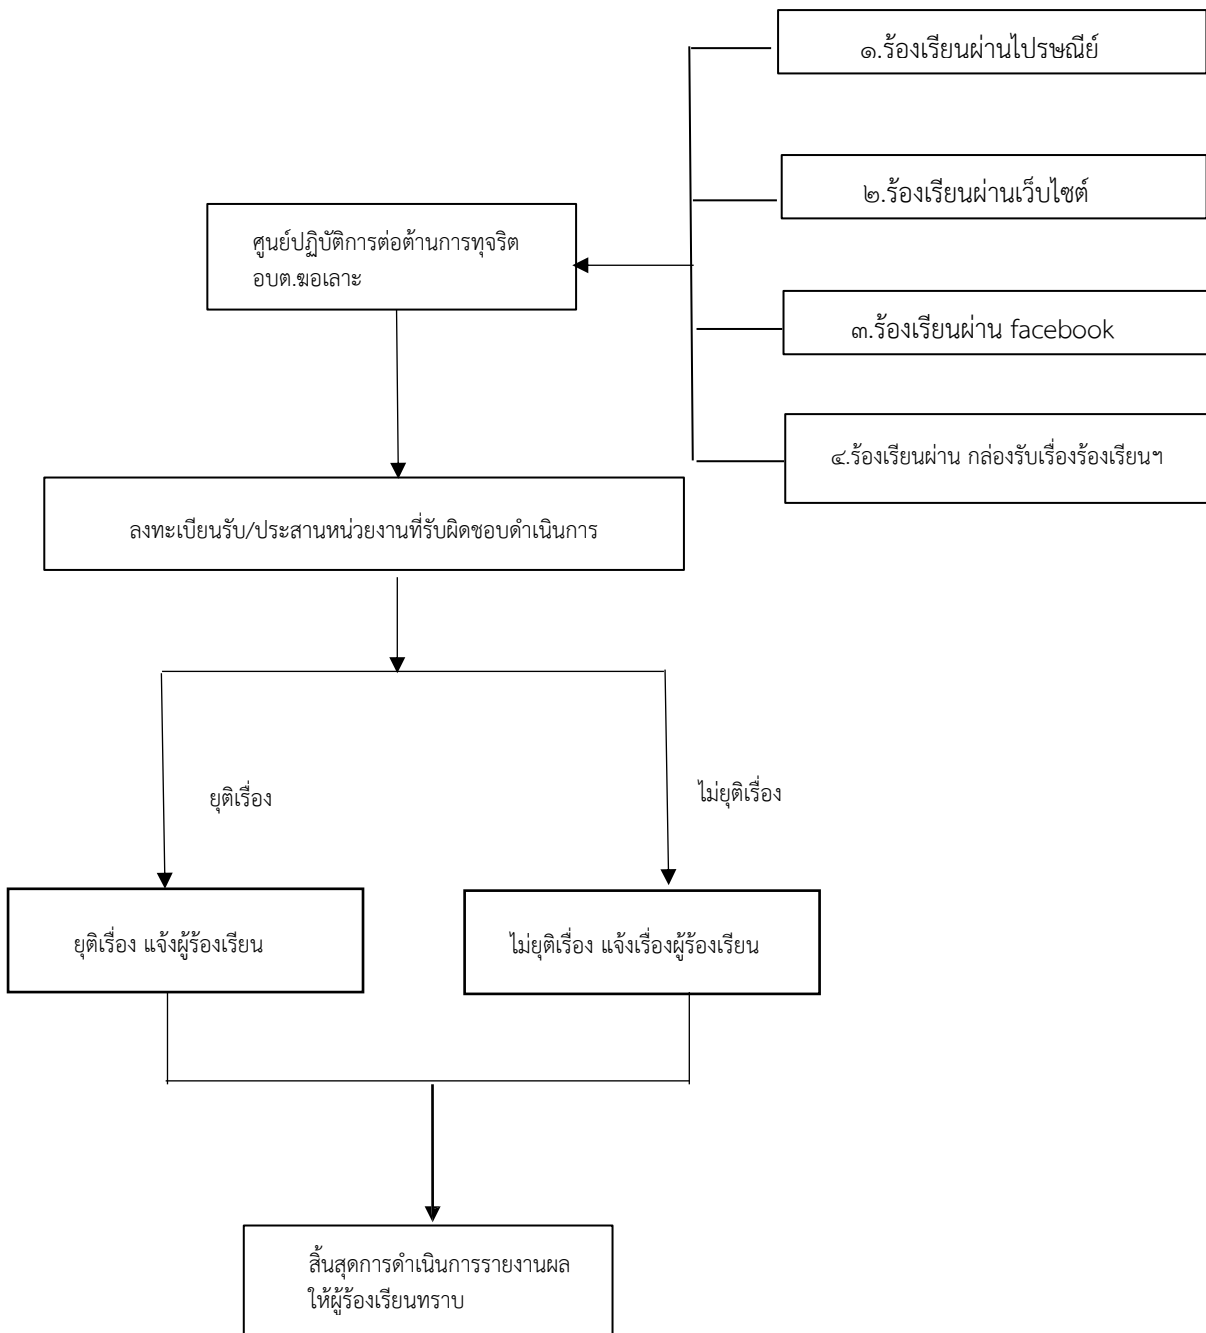 ๑.ร้องเรียนผ่านไปรษณีย์
๒.ร้องเรียนผ่านเว็บไซต์
ศูนย์ปฏิบัติการต่อต้านการทุจริต
อบต.ฆอเลาะ
๓.ร้องเรียนผ่าน facebook
๔.ร้องเรียนผ่าน กล่องรับเรื่องร้องเรียนฯ
ลงทะเบียนรับ/ประสานหน่วยงานที่รับผิดชอบดำเนินการ
ยุติเรื่อง
ไม่ยุติเรื่อง
ยุติเรื่อง แจ้งผู้ร้องเรียน
ไม่ยุติเรื่อง แจ้งเรื่องผู้ร้องเรียน
สิ้นสุดการดำเนินการรายงานผล
ให้ผู้ร้องเรียนทราบ